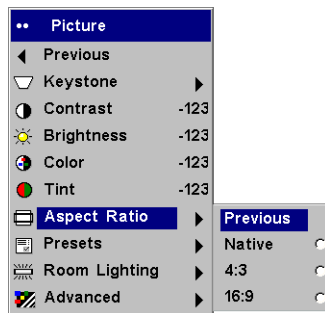 Picture
Previous
Keystone
Contrast -123
Brightness -123
Color -123
Tint -123
Aspect Ratio
Presets
Room Lighting
Advanced
Previous
Native
4:3
16:9